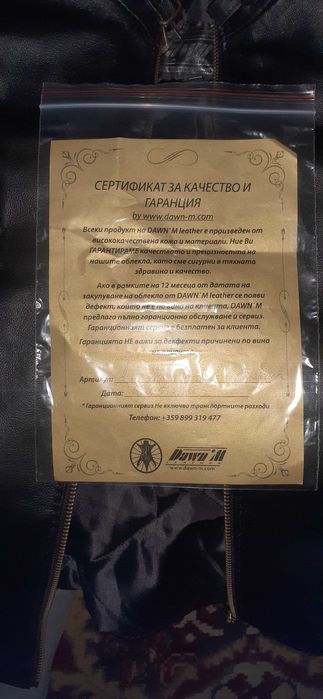 СЕРТИФИКАТ ЗА КАЧЕСТВО И
ГАРАНЦИЯ
by www.dawn-m.com
Всеки продукт на DAWN`M leather е произведен от
висококачествена кожа и материали. Ние Ви
ГАРАНТИРАМЕ качеството и прецизността на
нашите облекла, като сме сигурни в тяхната
здравина и качество.
Ако в рамките на 12 месеца от датата на
закупуване на облекло от DAWN`M leather се появи
дефект, който не е по вина на клиента, DAWN`M
предлага пълно гаранционно обслужване и сервиз.
Гаранционният сервиз е безплатен за клиента.
Гаранцията НЕ важи за дефекти причинени по вина
Артикул:
Дата:
* Гаранционният сервиз Не включва транспортните разходи
Телефон: +359 899 319 477
Dawn`M
LEATHER
www.dawn-m.com